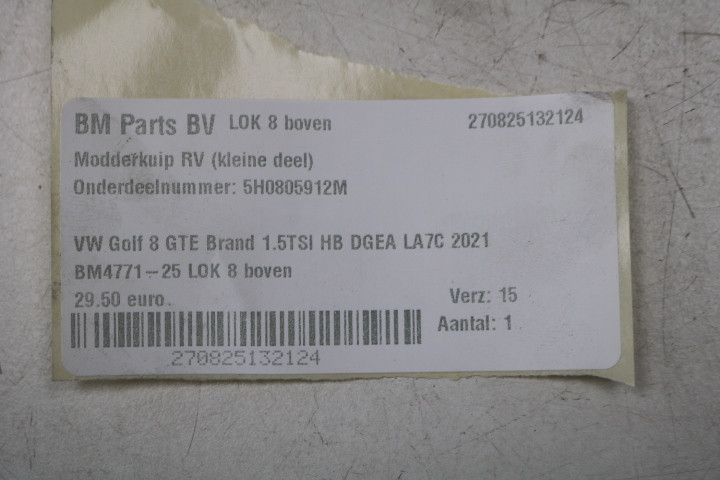 BM Parts BV LOK 8 boven 270825132124
Modderkuip RV (kleine deel)
Onderdeelnummer: 5H0805912M
VW Golf 8 GTE Brand 1.5TSI HB DGEA LA7C 2021
BM4771-25 LOK 8 boven
29.50 euro. Verz: 15
Aantal: 1
270825132124